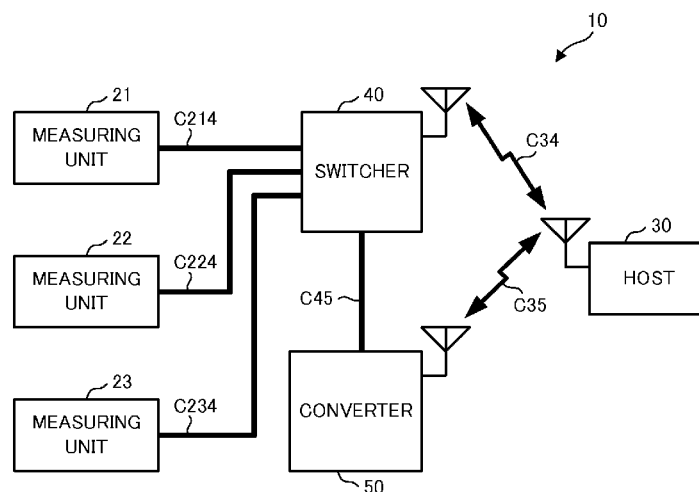 10
21
MEASURING
UNIT
C214
40
SWITCHER
C34
22
MEASURING
UNIT
C224
30
HOST
C45
C35
23
MEASURING
UNIT
C234
CONVERTER
50